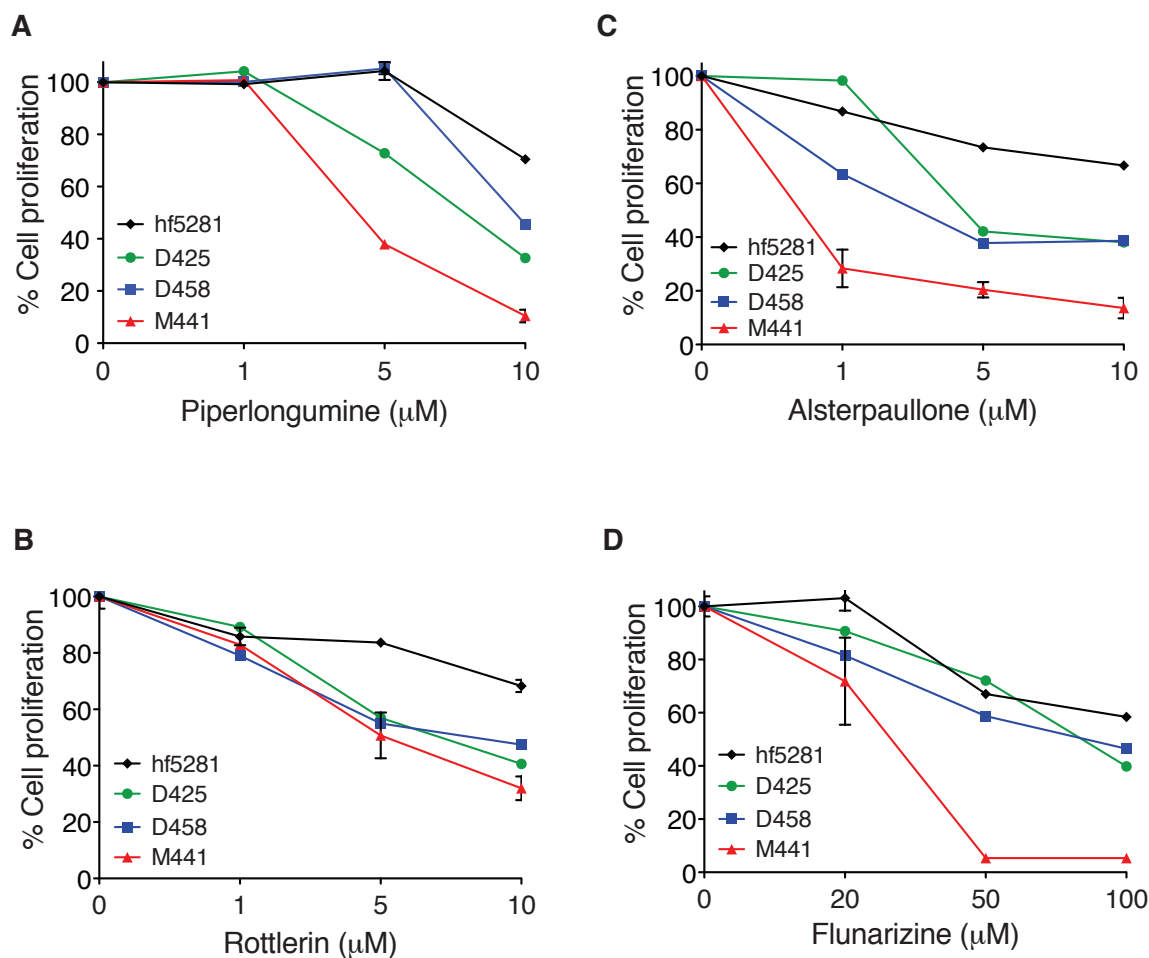 A
% Cell proliferation
100
80
60
40
20
0
hf5281
D425
D458
M441
0 1 5 10
Piperlongumine (μM)
C
% Cell proliferation
100
80
60
40
20
0
hf5281
D425
D458
M441
0 1 5 10
Alsterpaullone (μM)
B
% Cell proliferation
100
80
60
40
20
0
hf5281
D425
D458
M441
0 1 5 10
Rottlerin (μM)
D
% Cell proliferation
100
80
60
40
20
0
hf5281
D425
D458
M441
0 20 50 100
Flunarizine (μM)